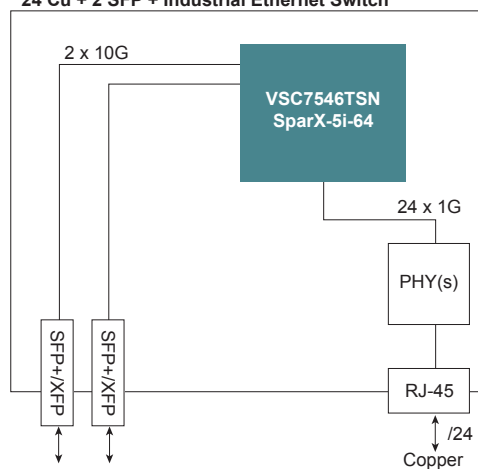 24 Cu + 2 SFP + Industrial Ethernet Switch
2 x 10G
VSC7546TSN
SparX-5i-64
24 x 1G
PHY(s)
SFP+/XFP
SFP+/XFP
RJ-45
/24
Copper